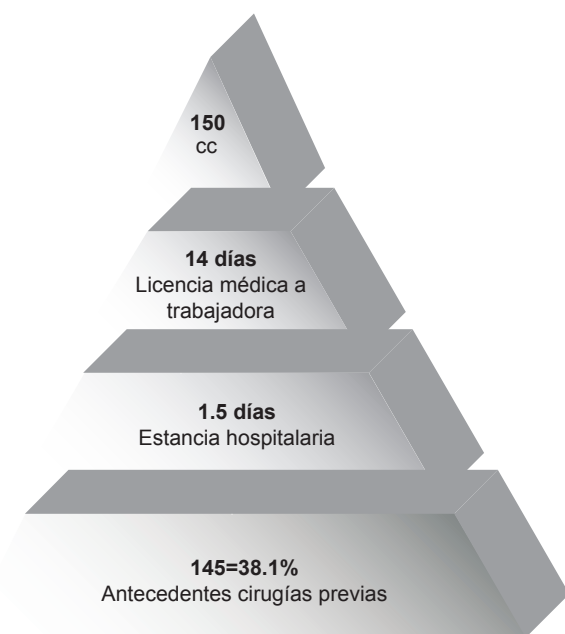 150
cc
14 días
Licencia médica a
trabajadora
1.5 días
Estancia hospitalaria
145=38.1%
Antecedentes cirugías previas